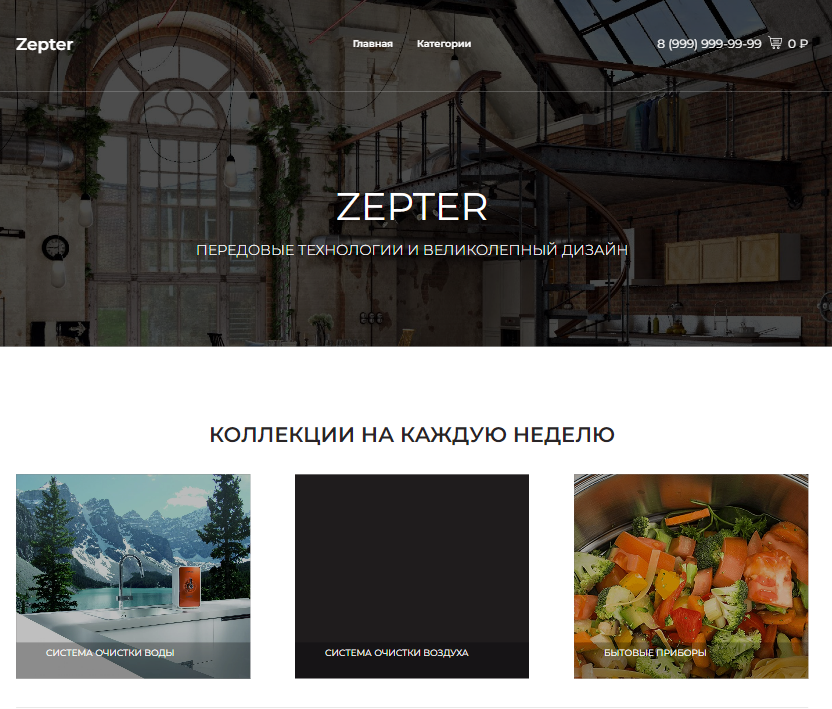 Zepter
Главная
Категории
8 (999) 999-99-99
0 ₽
ZEPTER
ПЕРЕДОВЫЕ ТЕХНОЛОГИИ И ВЕЛИКОЛЕПНЫЙ ДИЗАЙН
КОЛЛЕКЦИИ НА КАЖДУЮ НЕДЕЛЮ
СИСТЕМА ОЧИСТКИ ВОДЫ
СИСТЕМА ОЧИСТКИ ВОЗДУХА
БЫТОВЫЕ ПРИБОРЫ